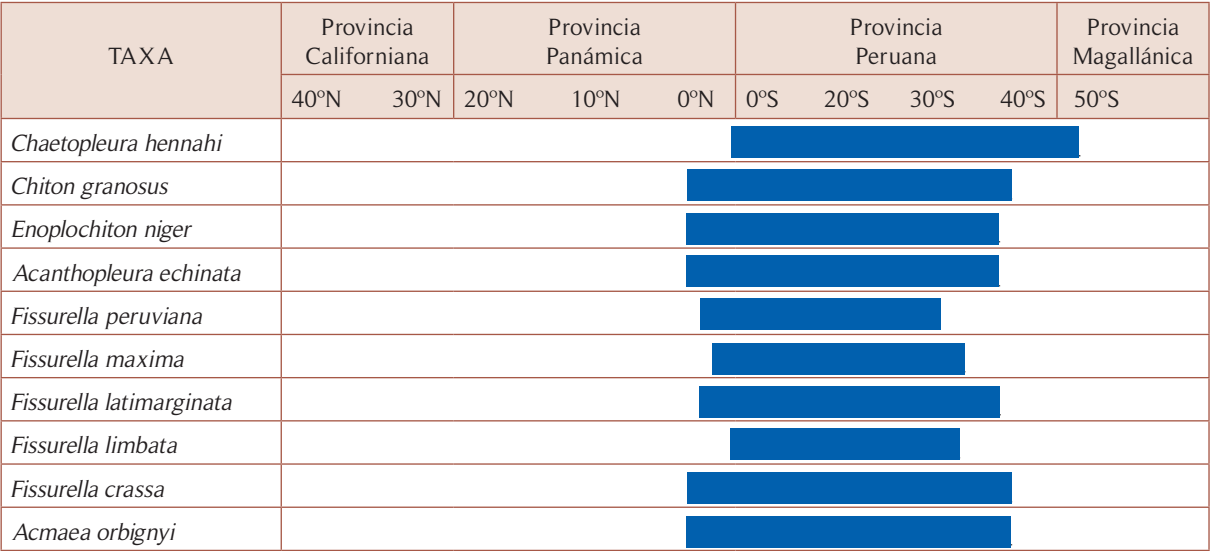 TAXA
Provincia Californiana
Provincia Panámica
Provincia Peruana
Provincia Magallánica
40ºN 30ºN 20ºN 10ºN 0ºN 0ºS 20ºS 30ºS 40ºS 50ºS
Chaetopleura hennahi
Chiton granosus
Enoplochiton niger
Acanthopleura echinata
Fissurella peruviana
Fissurella maxima
Fissurella latimarginata
Fissurella limbata
Fissurella crassa
Acmaea orbignyi